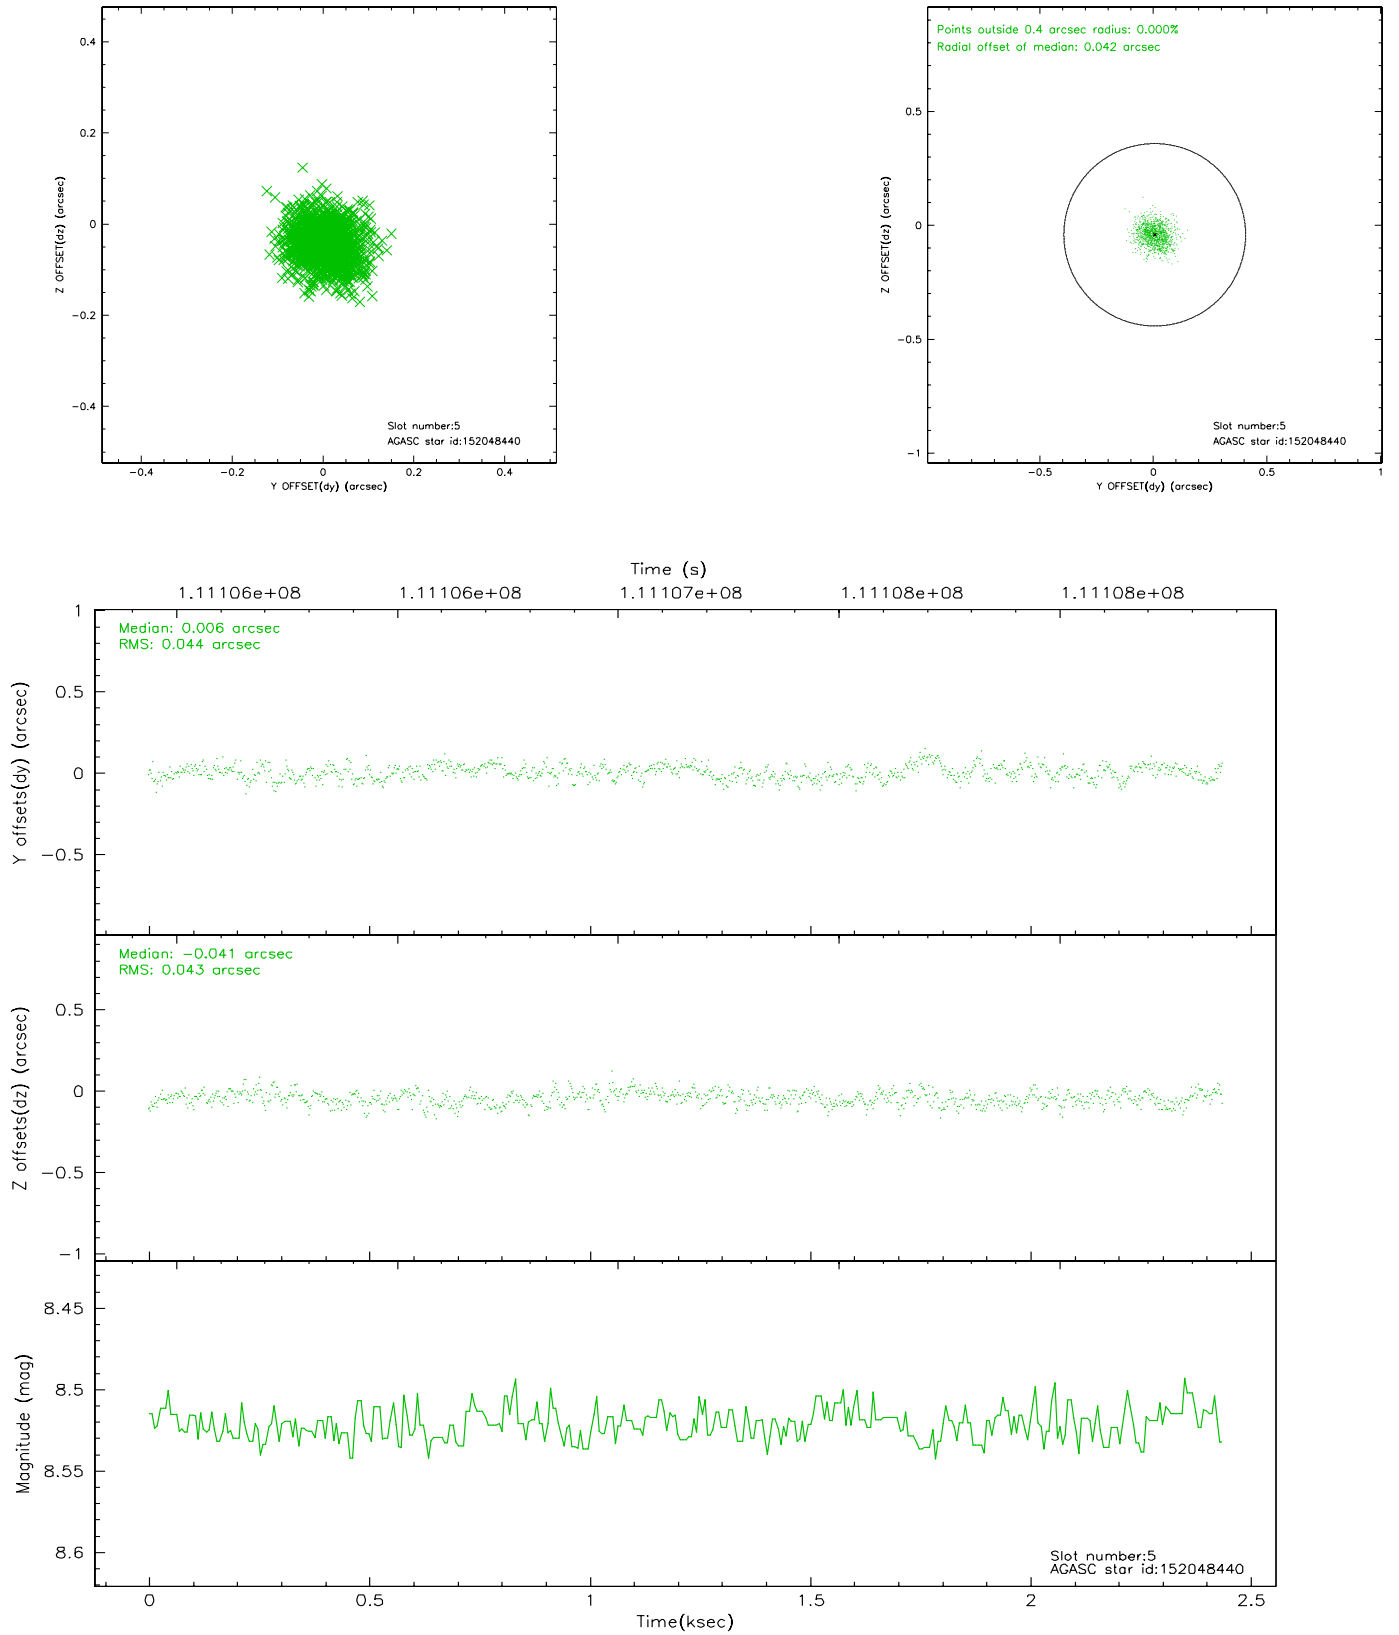 0.4
0.2
0
−0.2
−0.4
Z OFFSET(dz) (arcsec)
Slot number:5
AGASC star id:152048440
−0.4 −0.2 0 0.2 0.4
Y OFFSET(dy) (arcsec)
Points outside 0.4 arcsec radius: 0.000%
Radial offset of median: 0.042 arcsec
0.5
0
−0.5
−1
Z OFFSET(dz) (arcsec)
Slot number:5
AGASC star id:152048440
−0.5 0 0.5 1
Y OFFSET(dy) (arcsec)
Time (s)
1.11106e+08 1.11106e+08 1.11107e+08 1.11108e+08 1.11108e+08
Median: 0.006 arcsec
RMS: 0.044 arcsec
1
0.5
0
−0.5
Y offsets(dy) (arcsec)
Median: −0.041 arcsec
RMS: 0.043 arcsec
0.5
0
−0.5
−1
Z offsets(dz) (arcsec)
8.45
8.5
8.55
8.6
Magnitude (mag)
Slot number:5
AGASC star id:152048440
0 0.5 1 1.5 2 2.5
Time(ksec)